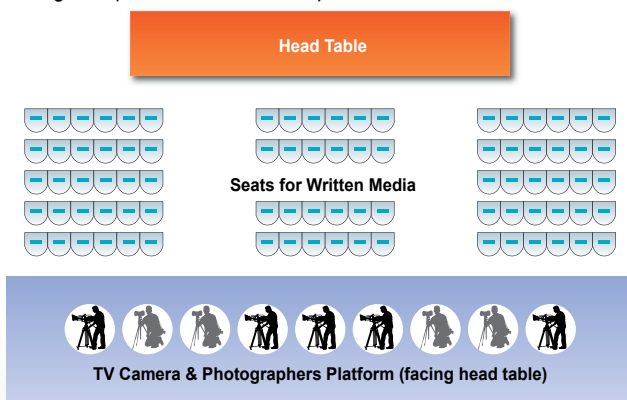 Head Table
Seats for Written Media
TV Camera & Photographers Platform (facing head table)